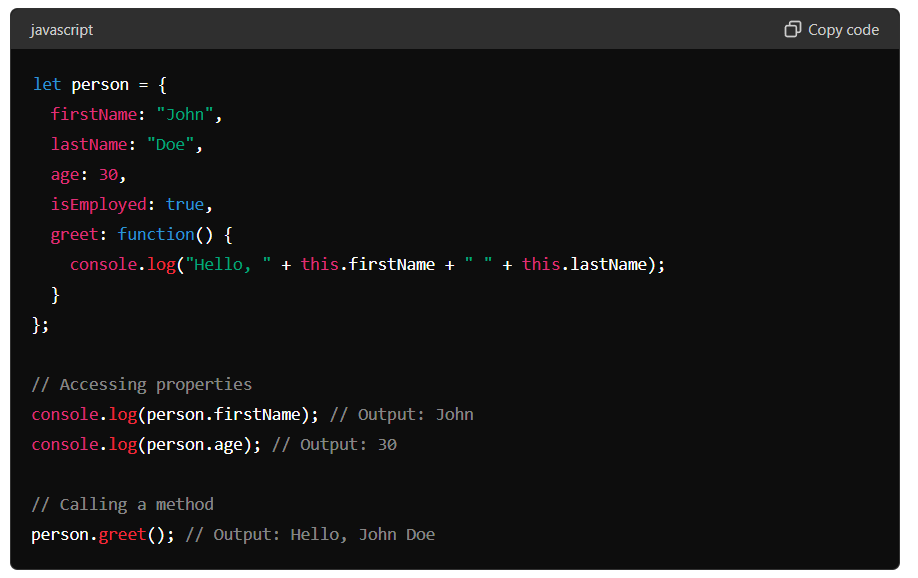 javascript
Copy code
let person = {
  firstName: "John",
  lastName: "Doe",
  age: 30,
  isEmployed: true,
  greet: function() {
    console.log("Hello, " + this.firstName + " " + this.lastName);
  }
};
// Accessing properties
console.log(person.firstName); // Output: John
console.log(person.age); // Output: 30
// Calling a method
person.greet(); // Output: Hello, John Doe